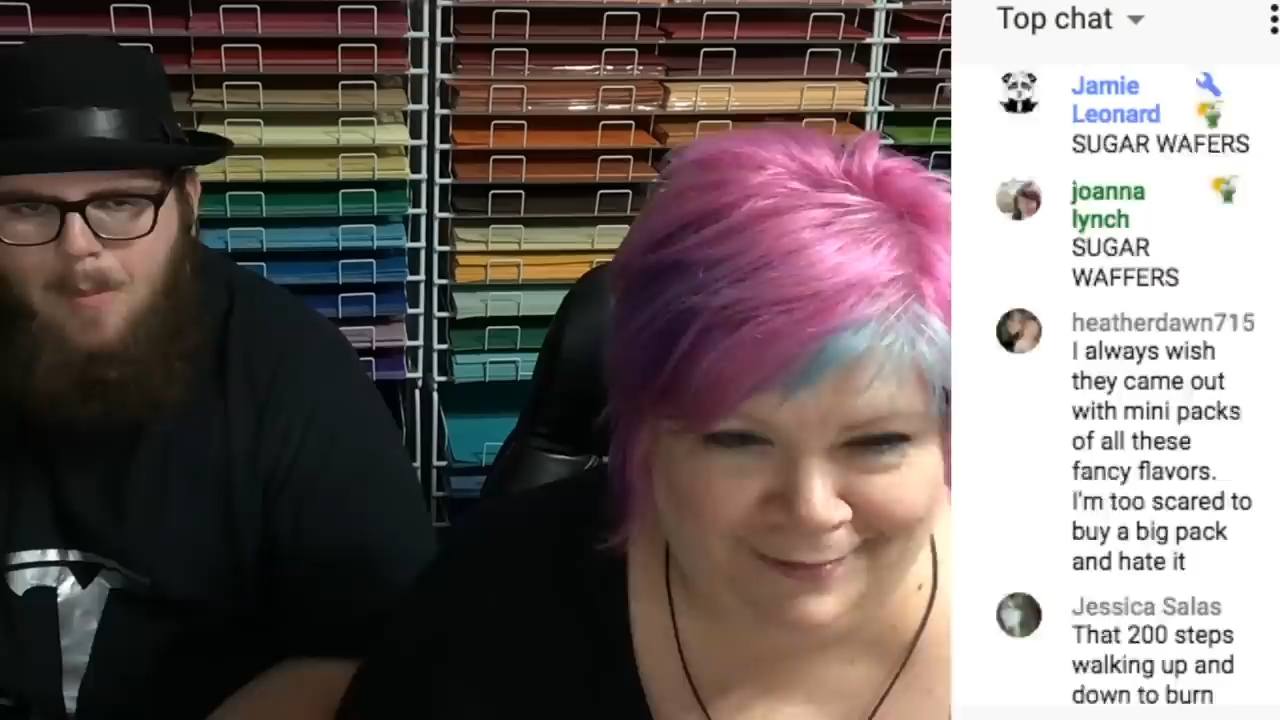 Top chat
Jamie
Leonard
SUGAR WAFERS
joanna
lynch
SUGAR
WAFFERS
heatherdawn715
I always wish
they came out
with mini packs
of all these
fancy flavors.
I'm too scared to
buy a big pack
and hate it
Jessica Salas
That 200 steps
walking up and
down to burn